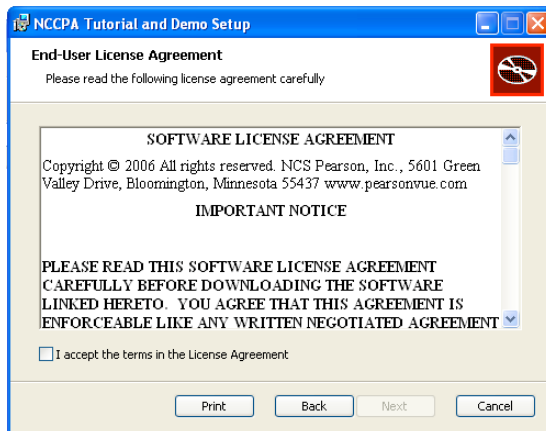 NCCPA Tutorial and Demo Setup
End-User License Agreement
Please read the following license agreement carefully
SOFTWARE LICENSE AGREEMENT
Copyright © 2006 All rights reserved. NCS Pearson, Inc., 5601 Green
Valley Drive, Bloomington, Minnesota 55437 www.pearsonvue.com
IMPORTANT NOTICE
PLEASE READ THIS SOFTWARE LICENSE AGREEMENT
CAREFULLY BEFORE DOWNLOADING THE SOFTWARE
LINKED HERETO. YOU AGREE THAT THIS AGREEMENT IS
ENFORCEABLE LIKE ANY WRITTEN NEGOTIATED AGREEMENT
I accept the terms in the License Agreement
Print Back Next Cancel